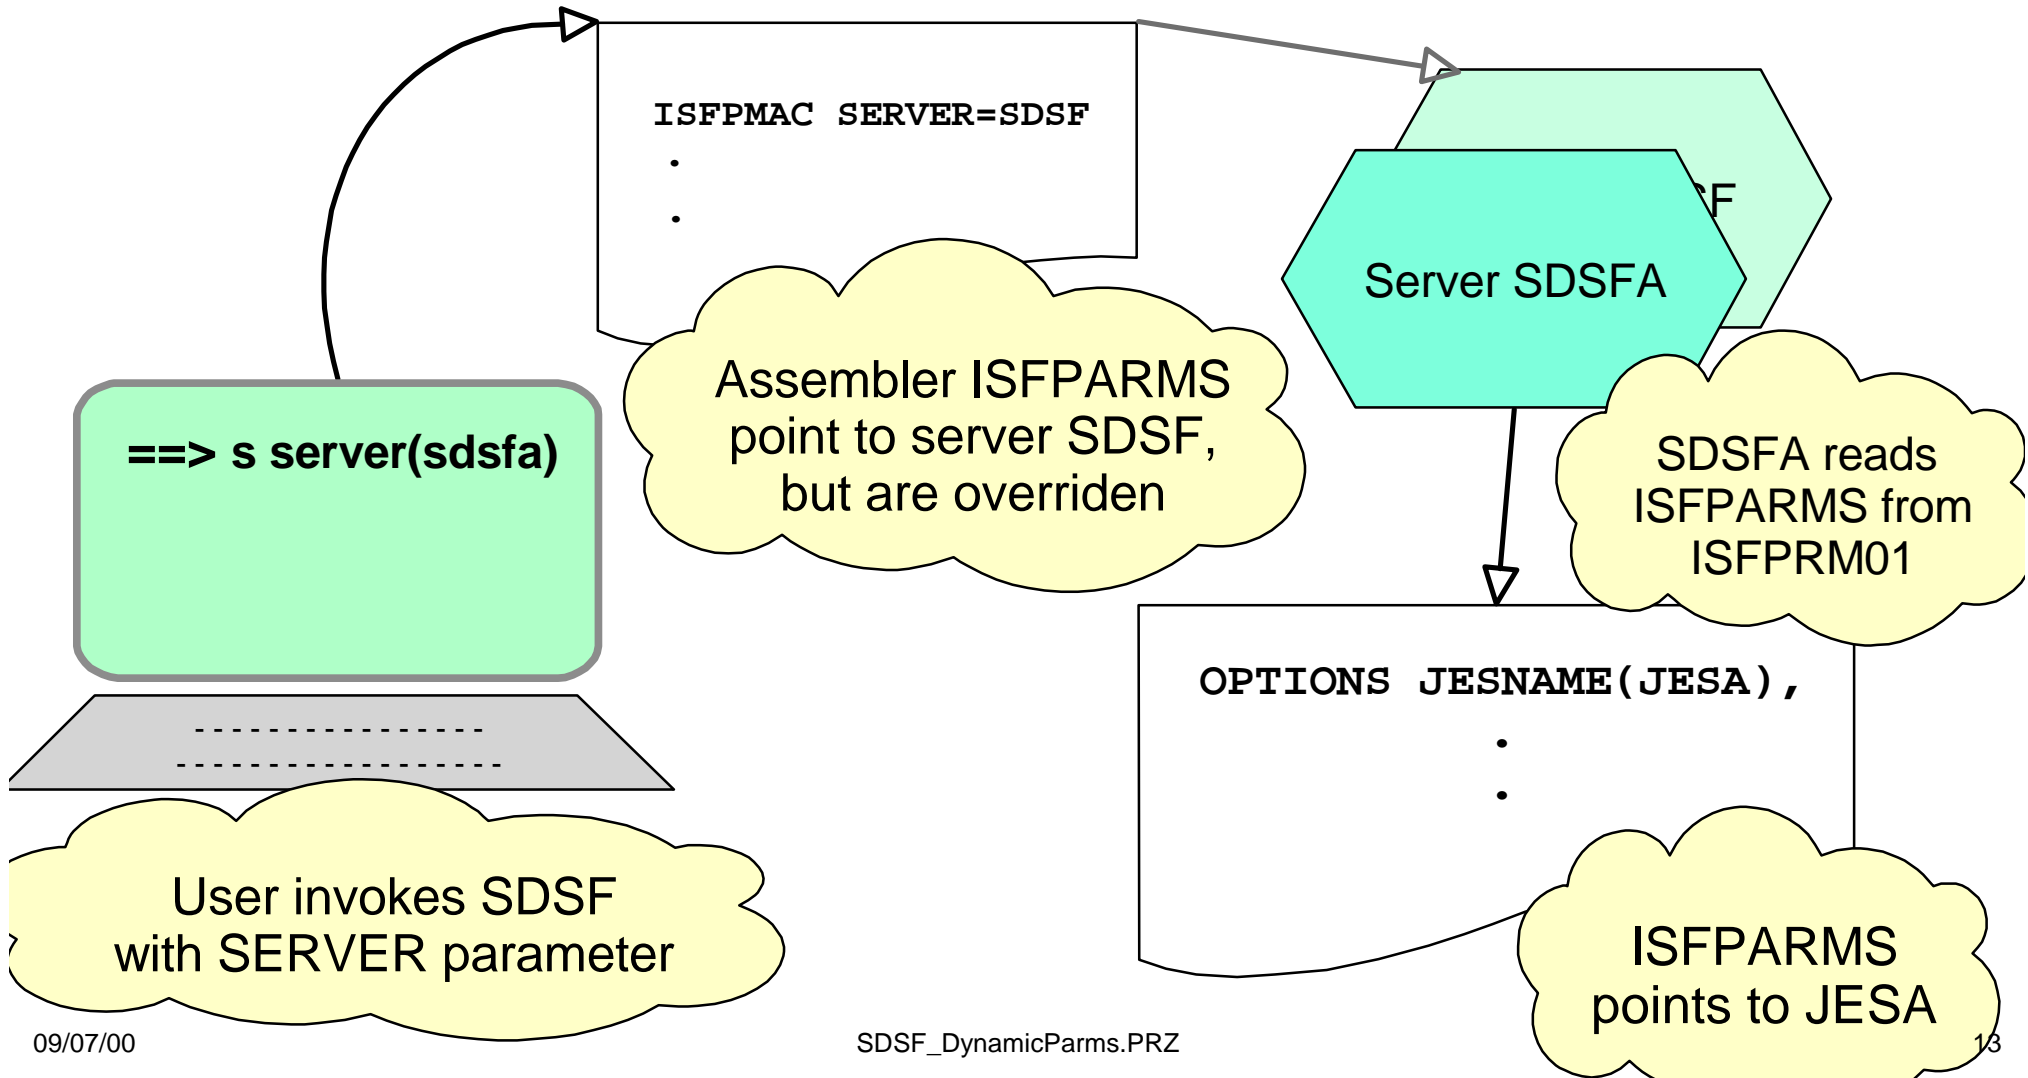 ISFPMAC SERVER=SDSF
.
.
Server SDSFA
Assembler ISFPARMS
point to server SDSF,
but are overriden
==> s server(sdsfa)
SDSFA reads
ISFPARMS from
ISFPRM01
OPTIONS JESNAME(JESA),
.
.
- - - - - - - - - - - - - - - -
- - - - - - - - - - - - - - - - - -
User invokes SDSF
with SERVER parameter
ISFPARMS
points to JESA
09/07/00
SDSF_DynamicParms.PRZ
13